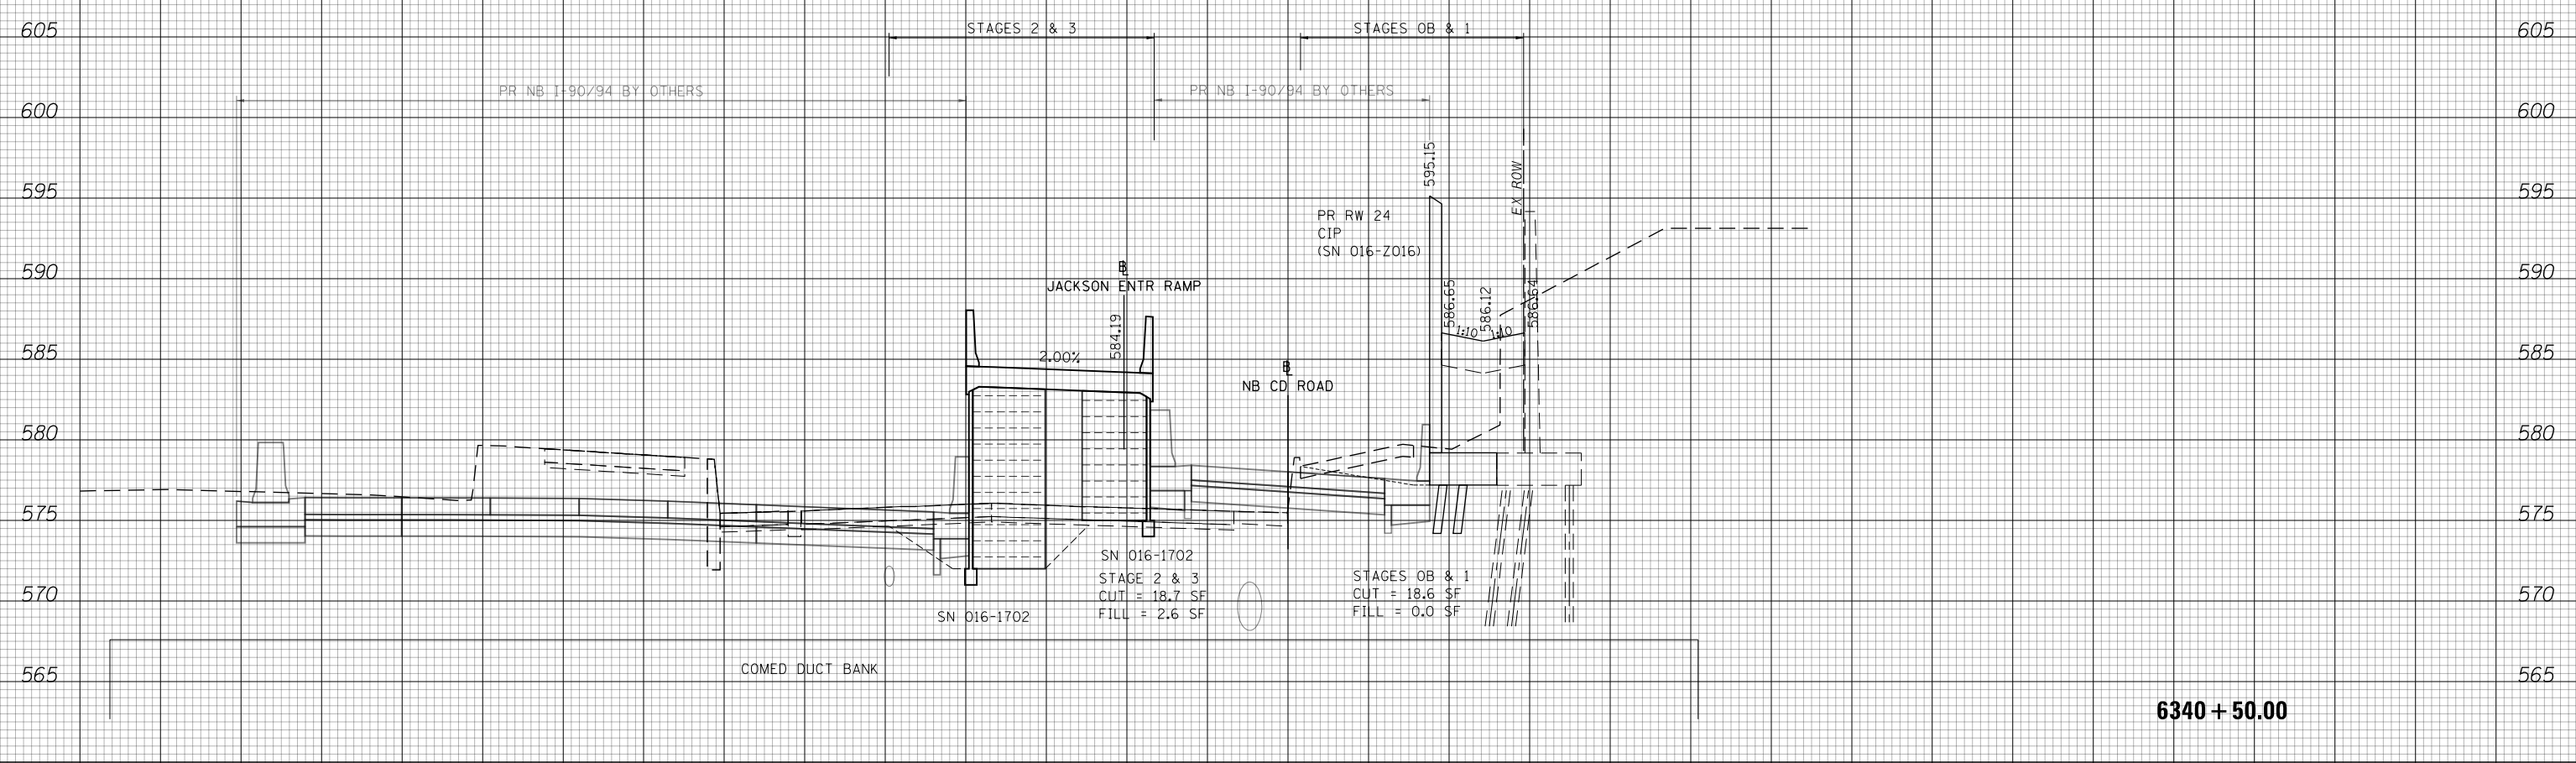 STAGES 2 & 3
STAGES 0B & 1
605
605
PR NB I-90/94 BY OTHERS
PR NB I-90/94 BY OTHERS
600
600
595.15
EX ROW
595
595
PR RW 24
CIP
(SN 016-Z016)
590
590
BL
JACKSON ENTR RAMP
586.65
586.12
586.64
1:10
1:10
584.19
2.00%
585
585
BL
NB CD ROAD
580
580
575
575
SN 016-1702
STAGE 2 & 3
CUT = 18.7 SF
FILL = 2.6 SF
STAGES 0B & 1
CUT = 18.6 SF
FILL = 0.0 SF
570
570
SN 016-1702
COMED DUCT BANK
565
565
6340+50.00